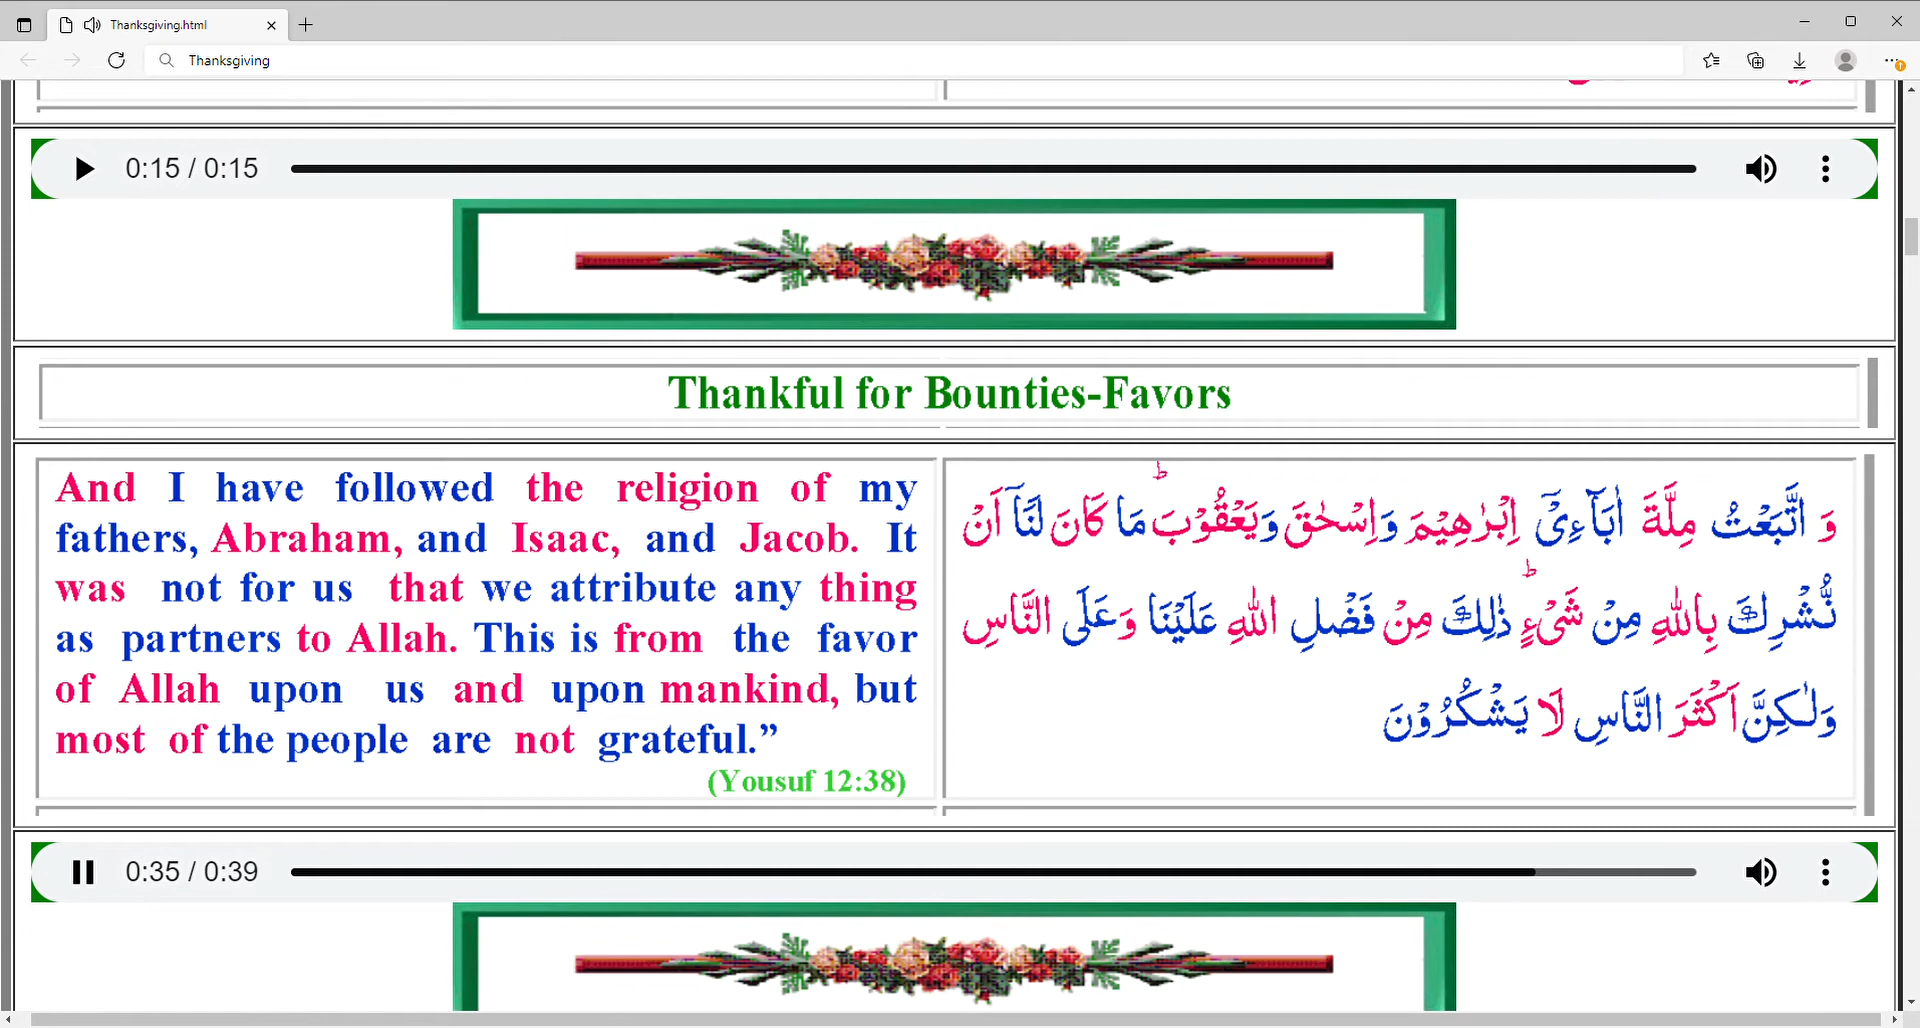 Thanksgiving.html
Thanksgiving
0:15 / 0:15
Thankful for Bounties-Favors
And I have followed the religion of my
fathers, Abraham, and Isaac, and Jacob. It
was not for us that we attribute any thing
as partners to Allah. This is from the favor
of Allah upon us and upon mankind, but
most of the people are not grateful.”
(Yousuf 12:38)
وَ اتَّبَعْتُ مِلَّةَ اٰبَآءِیْۤ اِبْرٰهِیْمَ وَاِسْحٰقَ وَیَعْقُوْبَ ؕ مَا كَانَ لَنَاۤ اَنْ
نُّشْرِكَ بِاللّٰهِ مِنْ شَیْءٍ ؕ ذٰلِكَ مِنْ فَضْلِ اللّٰهِ عَلَیْنَا وَعَلَی النَّاسِ
وَلٰـكِنَّ اَكْثَرَ النَّاسِ لَا یَشْكُرُوْنَ
0:35 / 0:39